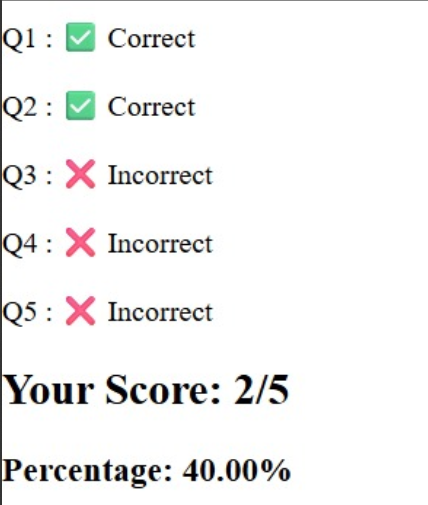 Q1 : ✅ Correct
Q2 : ✅ Correct
Q3 : ❌ Incorrect
Q4 : ❌ Incorrect
Q5 : ❌ Incorrect
Your Score: 2/5
Percentage: 40.00%